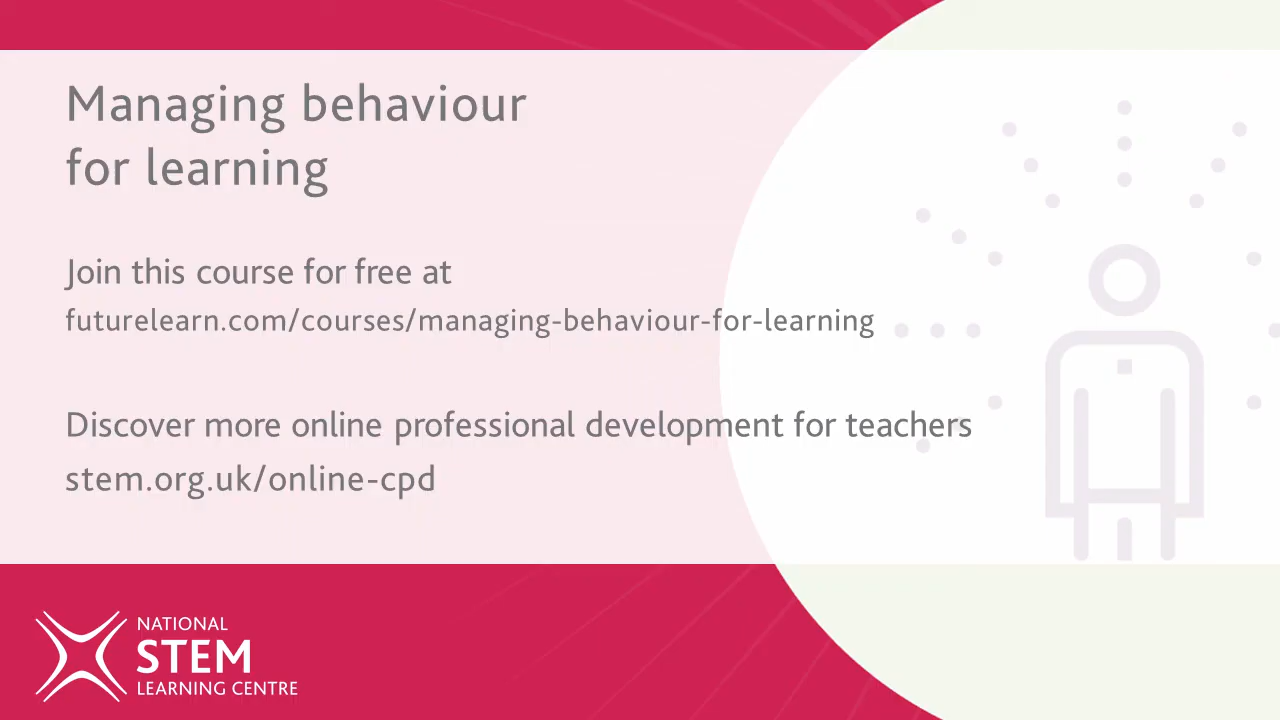 Managing behaviour
for learning
Join this course for free at
futurelearn.com/courses/managing-behaviour-for-learning
Discover more online professional development for teachers
stem.org.uk/online-cpd
NATIONAL
STEM
LEARNING CENTRE